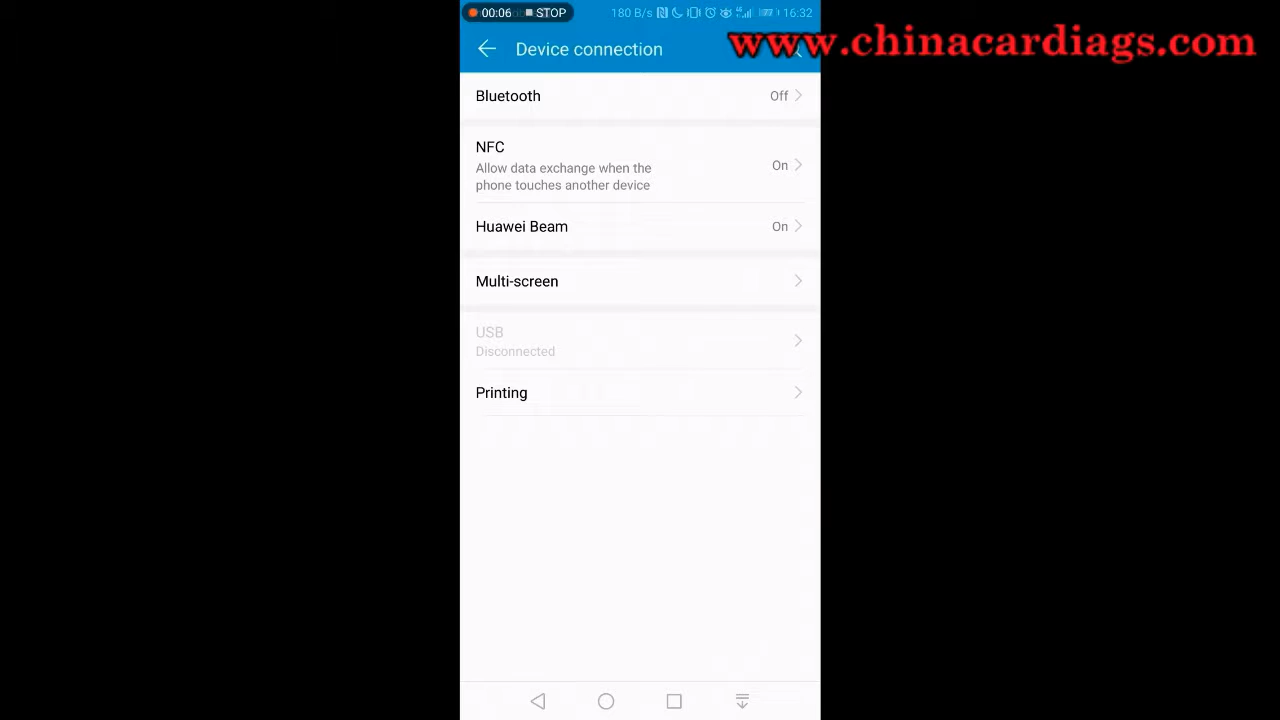 00:06 STOP 180 B/s 16:32
www.chinacardiags.com
Device connection
Bluetooth Off
NFC
Allow data exchange when the
phone touches another device
On
Huawei Beam On
Multi-screen
USB
Disconnected
Printing